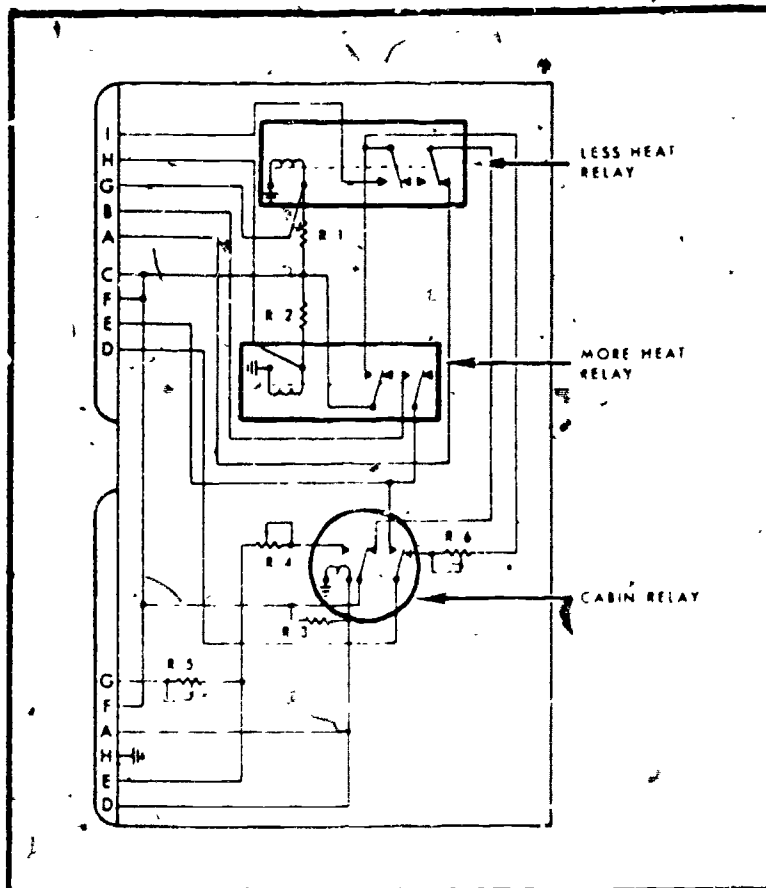 I
H
G
B
A
C
F
E
D
R 1
R 2
LESS HEAT
RELAY
MORE HEAT
RELAY
R 4
R 6
R 3
CABIN RELAY
R 5
G
F
A
H
E
D